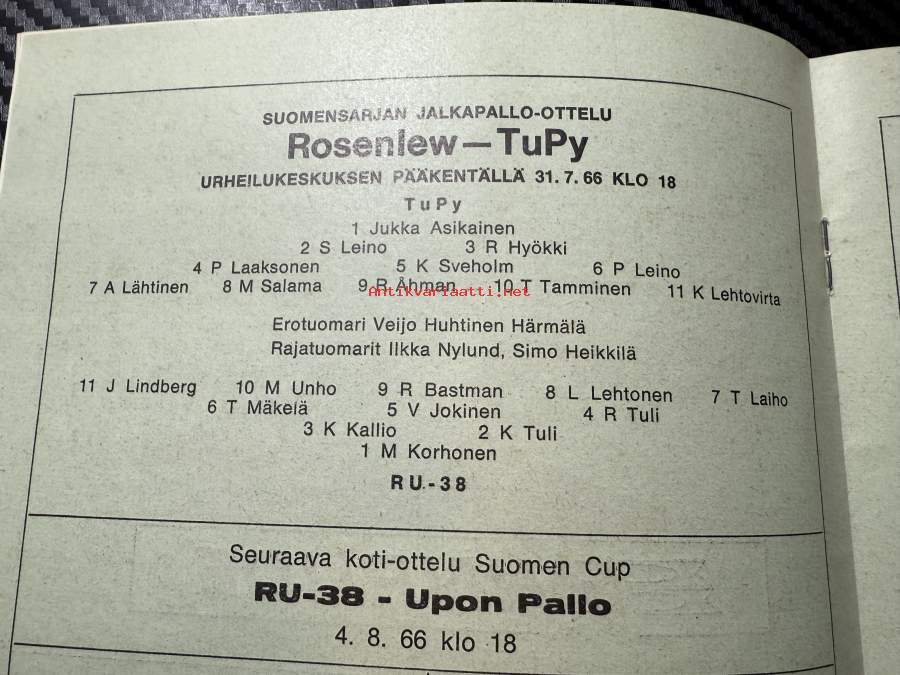 SUOMENSARJAN JALKAPALLO-OTTELU
Rosenlew—TuPy
URHEILUKESKUKSEN PÄÄKENTÄLLÄ 31.7.66 KLO 18
TuPy
1 Jukka Asikainen
2 S Leino 3 R Hyökki
4 P Laaksonen 5 K Sveholm 6 P Leino
7 A Lähtinen 8 M Salama 9 R Åhman 10 T Tamminen 11 K Lehtovirta
Antikvariaatti.net
Erotuomari Veijo Huhtinen Härmälä
Rajatuomarit Ilkka Nylund, Simo Heikkilä
11 J Lindberg 10 M Unho 9 R Bastman 8 L Lehtonen 7 T Laiho
6 T Mäkelä 5 V Jokinen 4 R Tuli
3 K Kallio 2 K Tuli
1 M Korhonen
RU.-38
Seuraava koti-ottelu Suomen Cup
RU-38 - Upon Pallo
4. 8. 66 klo 18